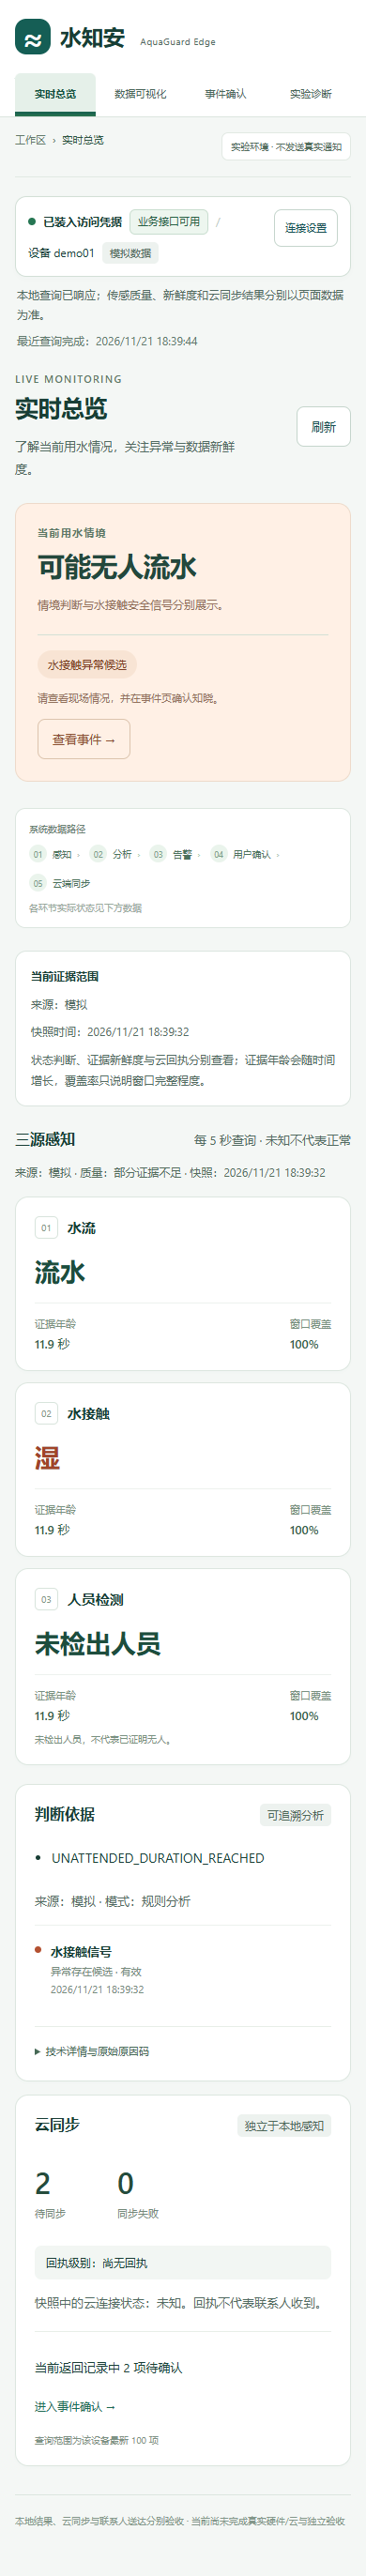 水知安 AquaGuard Edge
实时总览 数据可视化 事件确认 实验诊断
工作区 › 实时总览 实验环境 · 不发送真实通知
已装入访问凭据 业务接口可用 / 连接设置
设备 demo01 模拟数据
本地查询已响应；传感质量、新鲜度和云同步结果分别以页面数据
为准。
最近查询完成：2026/11/21 18:39:44
LIVE MONITORING
实时总览
刷新
了解当前用水情况，关注异常与数据新鲜
度。
当前用水情境
可能无人流水
情境判断与水接触安全信号分别展示。
水接触异常候选
请查看现场情况，并在事件页确认知晓。
查看事件 →
系统数据路径
01 感知 › 02 分析 › 03 告警 › 04 用户确认 ›
05 云端同步
各环节实际状态见下方数据
当前证据范围
来源：模拟
快照时间：2026/11/21 18:39:32
状态判断、证据新鲜度与云回执分别查看；证据年龄会随时间
增长，覆盖率只说明窗口完整程度。
三源感知 每 5 秒查询 · 未知不代表正常
来源：模拟 · 质量：部分证据不足 · 快照：2026/11/21 18:39:32
01 水流
流水
证据年龄 窗口覆盖
11.9 秒 100%
02 水接触
湿
证据年龄 窗口覆盖
11.9 秒 100%
03 人员检测
未检出人员
证据年龄 窗口覆盖
11.9 秒 100%
未检出人员，不代表已证明无人。
判断依据 可追溯分析
• UNATTENDED_DURATION_REACHED
来源：模拟 · 模式：规则分析
水接触信号
异常存在候选 · 有效
2026/11/21 18:39:32
▶ 技术详情与原始原因码
云同步 独立于本地感知
2 0
待同步 同步失败
回执级别：尚无回执
快照中的云连接状态：未知。回执不代表联系人收到。
当前返回记录中 2 项待确认
进入事件确认 →
查询范围为该设备最新 100 项
本地结果、云同步与联系人送达分别验收 · 当前尚未完成真实硬件/云与独立验收